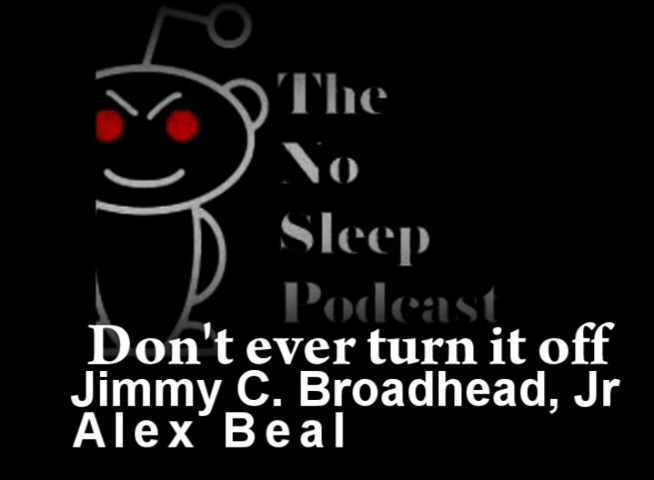 The
No
Sleep
Podcast
Don't ever turn it off
Jimmy C. Broadhead, Jr
Alex Beal